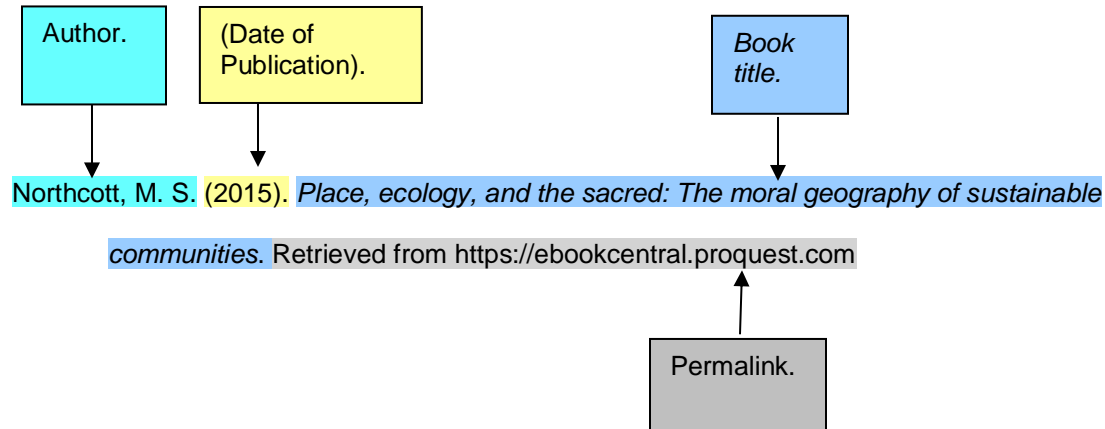 Author.
(Date of
Publication).
Book
title.
Northcott, M. S. (2015). Place, ecology, and the sacred: The moral geography of sustainable
communities. Retrieved from https://ebookcentral.proquest.com
Permalink.